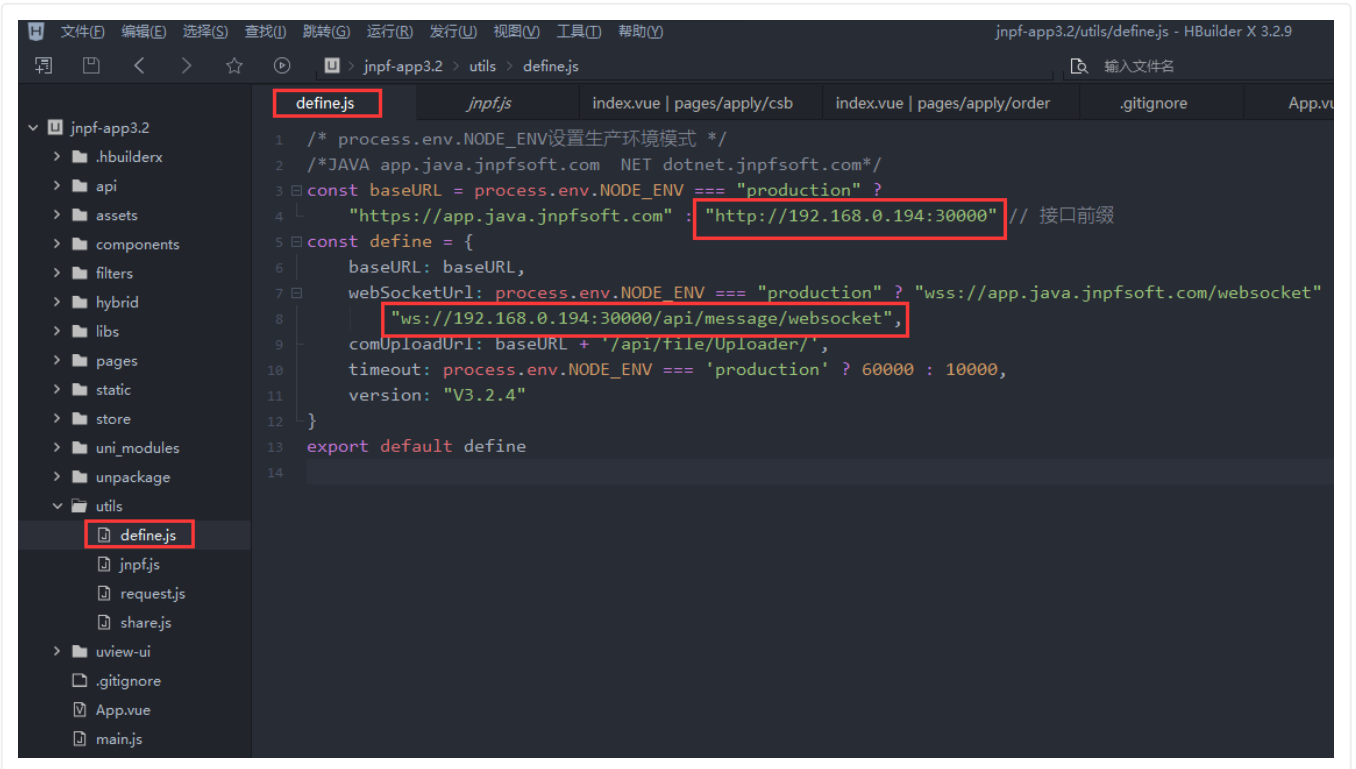 文件(F) 编辑(E) 选择(S) 查找(I) 跳转(G) 运行(R) 发行(U) 视图(V) 工具(T) 帮助(Y) jnpf-app3.2/utils/define.js - HBuilder X 3.2.9
jnpf-app3.2 > utils > define.js 输入文件名
define.js jnpf.js index.vue | pages/apply/csb index.vue | pages/apply/order .gitignore App.vu
jnpf-app3.2
.hbuilderx
api
assets
components
filters
hybrid
libs
pages
static
store
uni_modules
unpackage
utils
define.js
jnpf.js
request.js
share.js
uview-ui
.gitignore
App.vue
main.js
1 /* process.env.NODE_ENV设置生产环境模式 */
2 /*JAVA app.java.jnpfsoft.com NET dotnet.jnpfsoft.com*/
3 const baseURL = process.env.NODE_ENV === "production" ?
4 "https://app.java.jnpfsoft.com" : "http://192.168.0.194:30000" // 接口前缀
5 const define = {
6 baseURL: baseURL,
7 webSocketUrl: process.env.NODE_ENV === "production" ? "wss://app.java.jnpfsoft.com/websocket"
8 "ws://192.168.0.194:30000/api/message/websocket",
9 comUploadUrl: baseURL + '/api/file/Uploader/',
10 timeout: process.env.NODE_ENV === 'production' ? 60000 : 10000,
11 version: "V3.2.4"
12 }
13 export default define
14